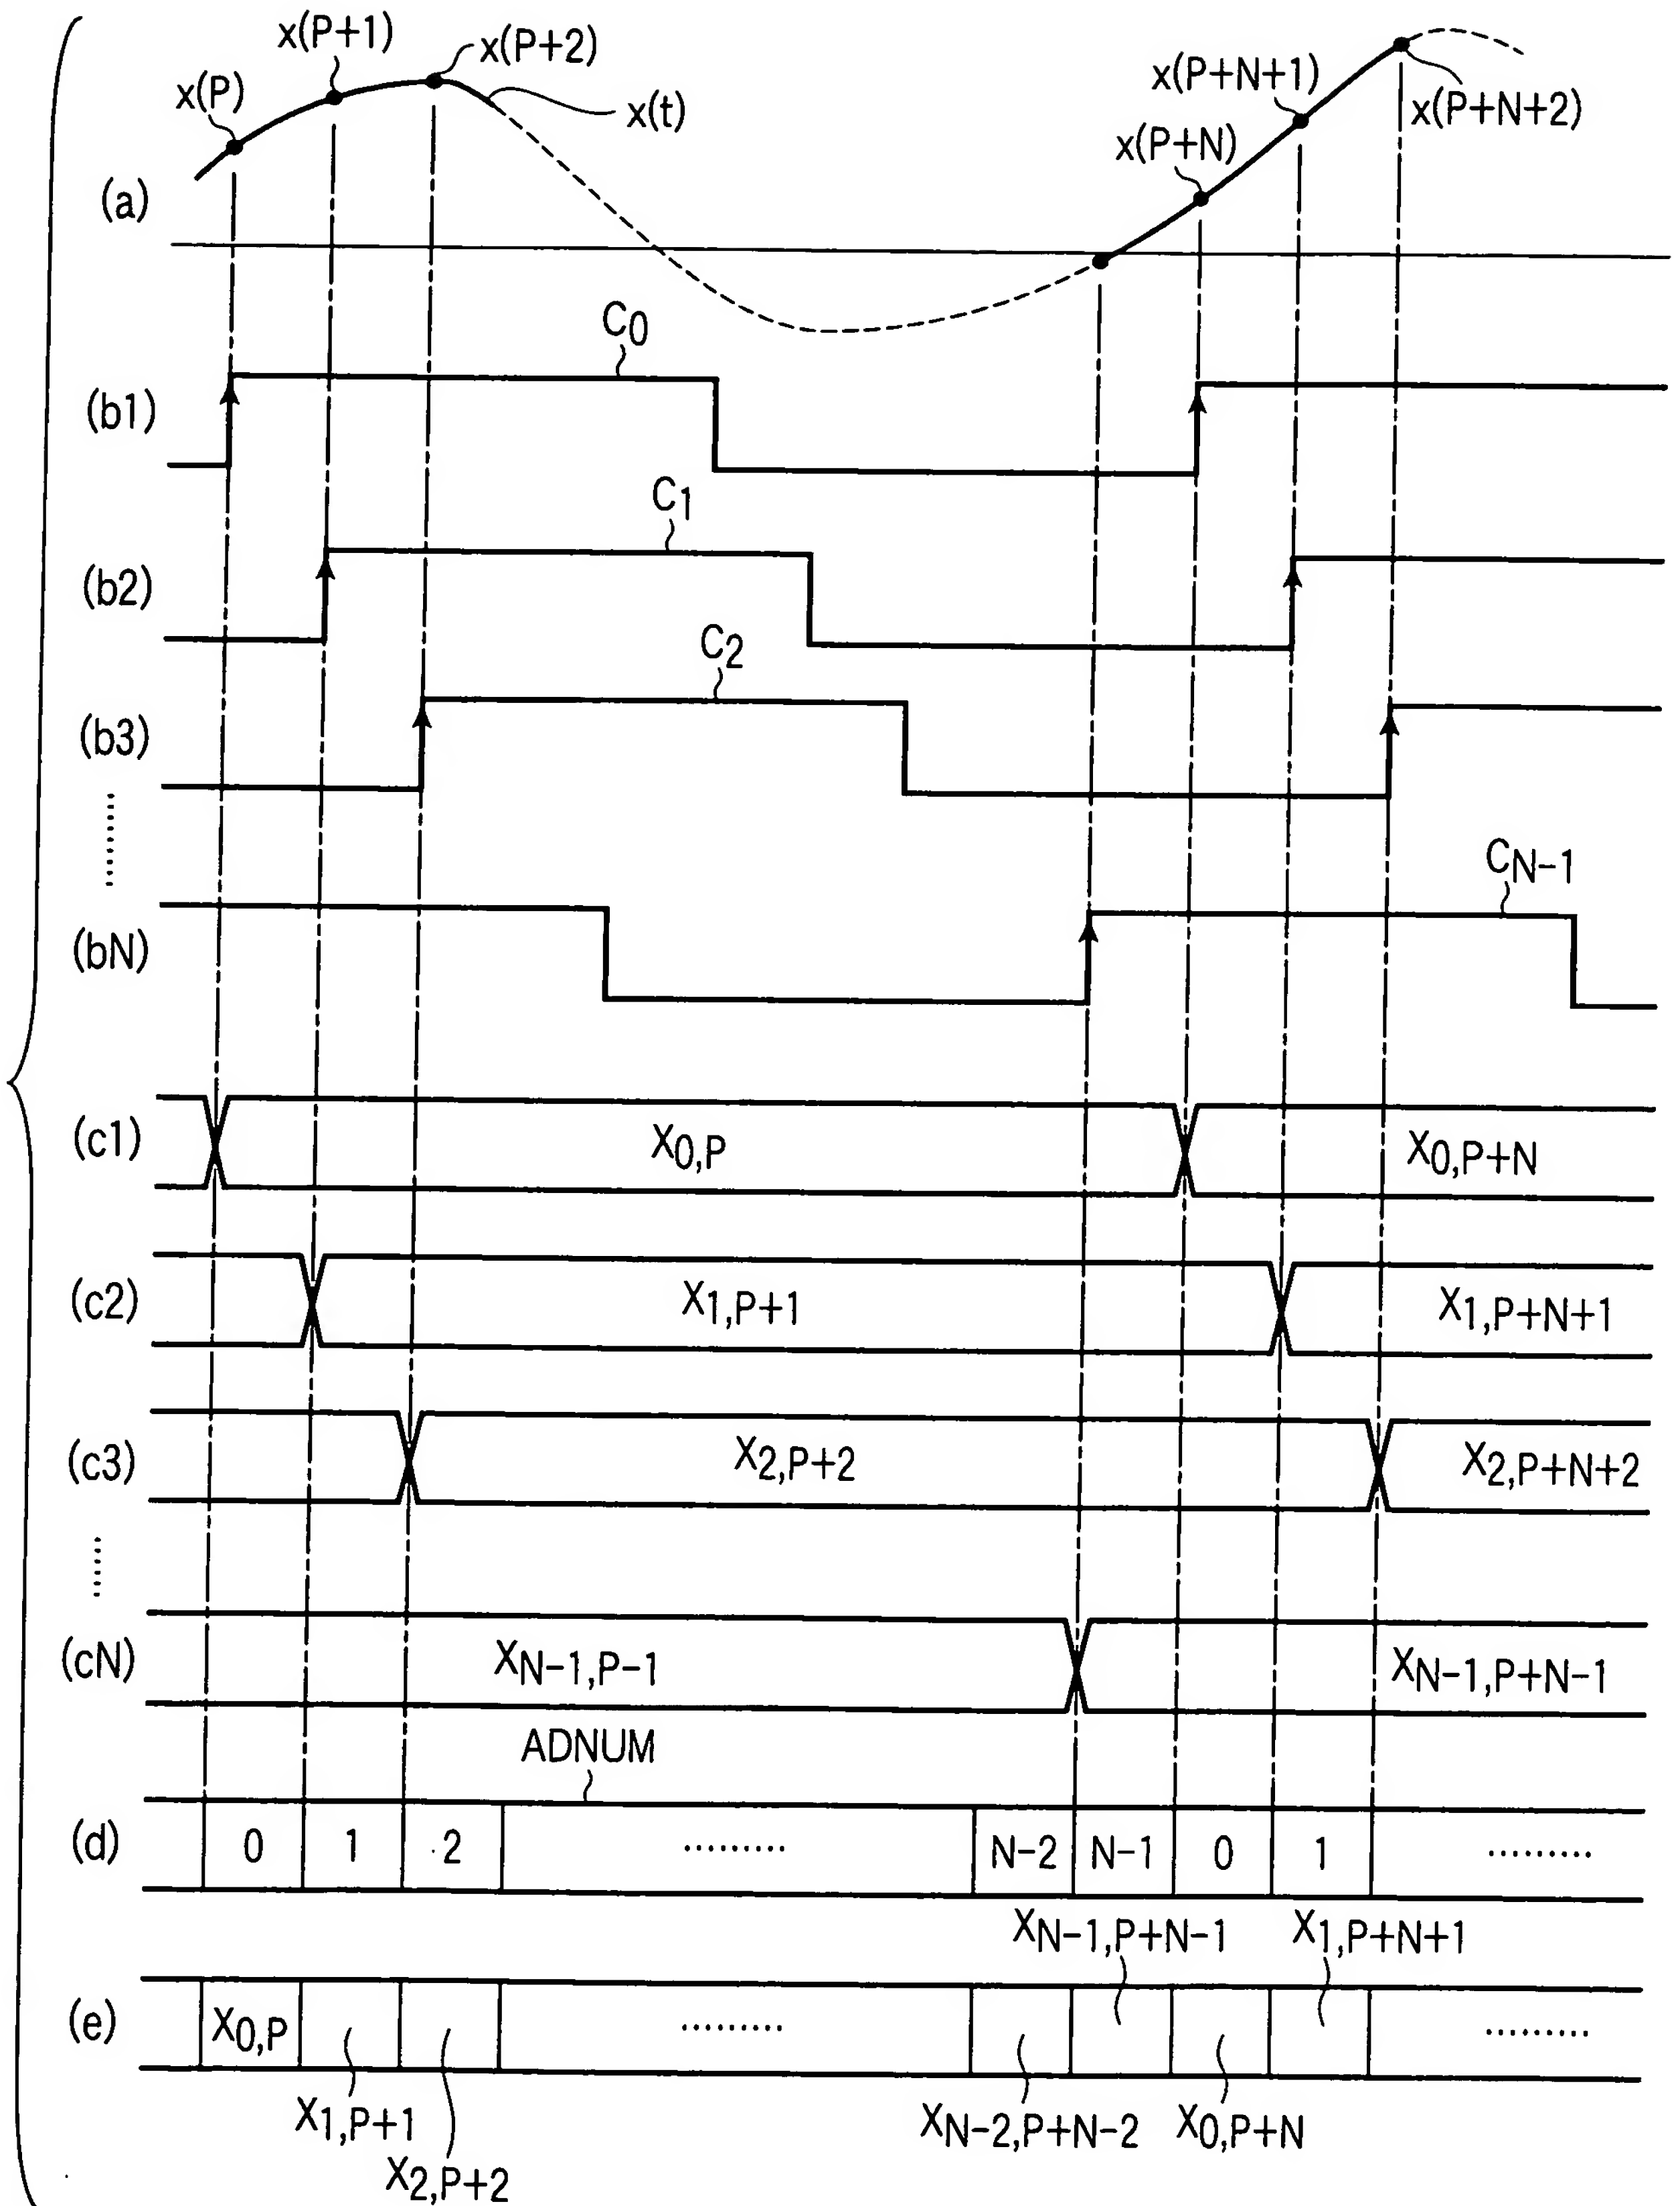 x(P+1)
x(P+2)
x(P)
x(t)
x(P+N+1)
x(P+N+2)
x(P+N)
(a)
C0
(b1)
C1
(b2)
C2
(b3)
........
CN-1
(bN)
(c1) X0,P X0,P+N
(c2) X1,P+1 X1,P+N+1
(c3) X2,P+2 X2,P+N+2
......
(cN) XN-1,P-1 XN-1,P+N-1
ADNUM
(d) 0 1 2 ......... N-2 N-1 0 1 .........
XN-1,P+N-1 X1,P+N+1
(e) X0,P ......... .........
X1,P+1 XN-2,P+N-2 X0,P+N
X2,P+2